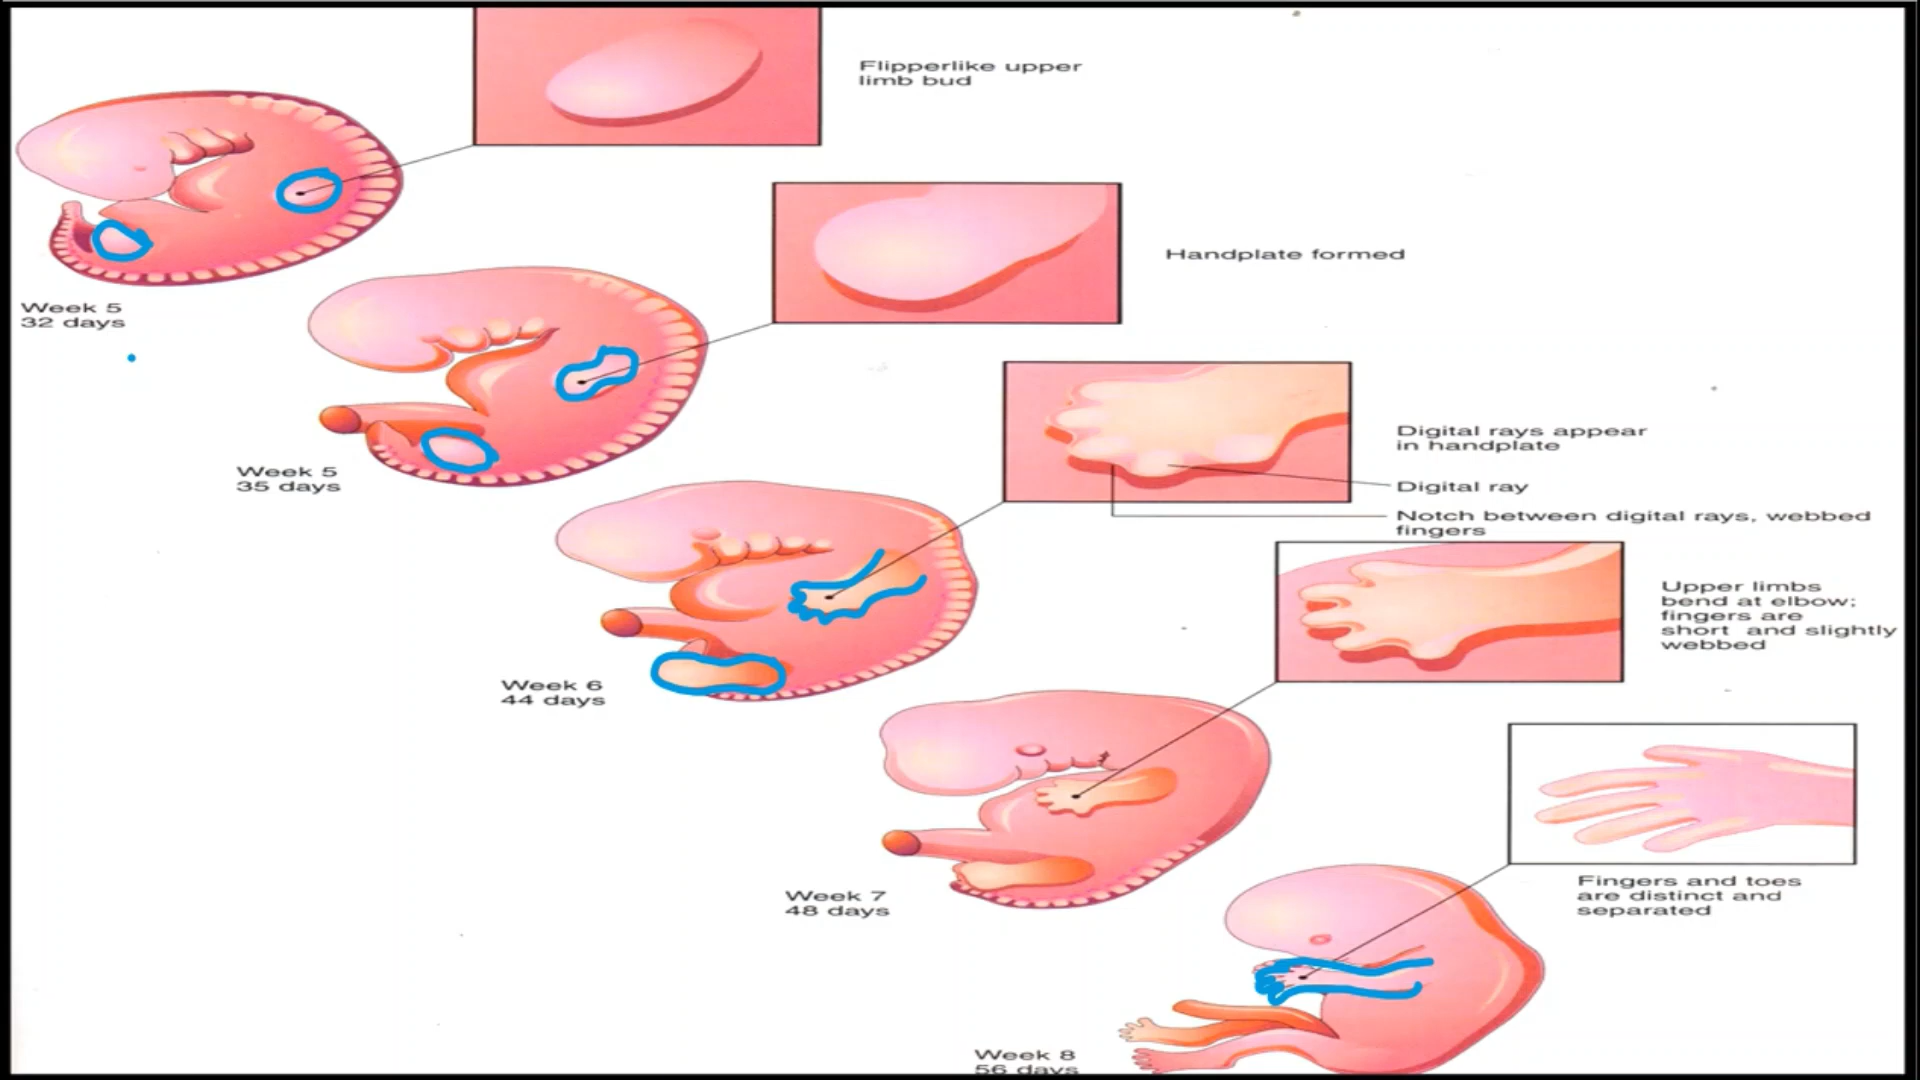 Flipperlike upper
limb bud
Week 5
32 days
Handplate formed
Week 5
35 days
Digital rays appear
in handplate
Digital ray
Notch between digital rays, webbed
fingers
Week 6
44 days
Upper limbs
bend at elbow;
fingers are
short and slightly
webbed
Week 7
48 days
Fingers and toes
are distinct and
separated
Week 8
56 days